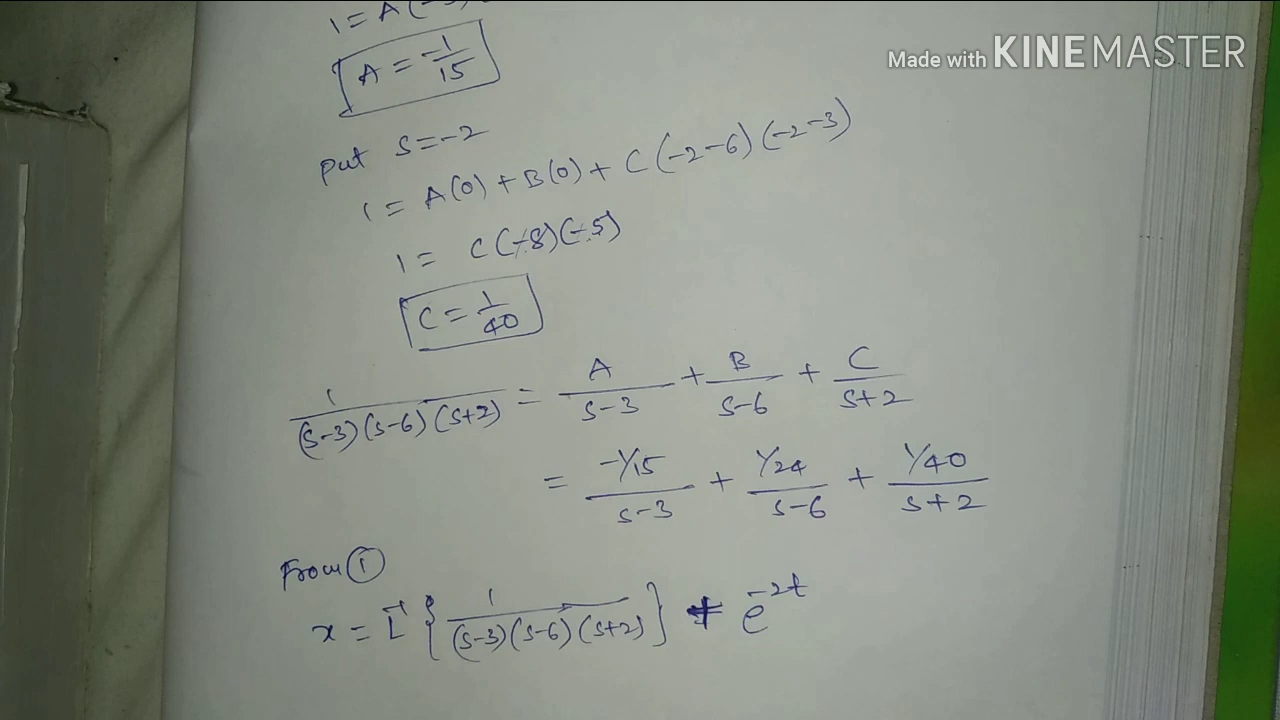 1 = A(-3)
Made with KINEMASTER
A = -1/15
put s=-2
1 = A(0) + B(0) + C(-2-6)(-2-3)
1 = C(-8)(-5)
C = 1/40
1/(s-3)(s-6)(s+2) = A/s-3 + B/s-6 + C/s+2
= -1/15/s-3 + 1/24/s-6 + 1/40/s+2
From ①
x = L⁻¹{1/(s-3)(s-6)(s+2)} + e^-2t